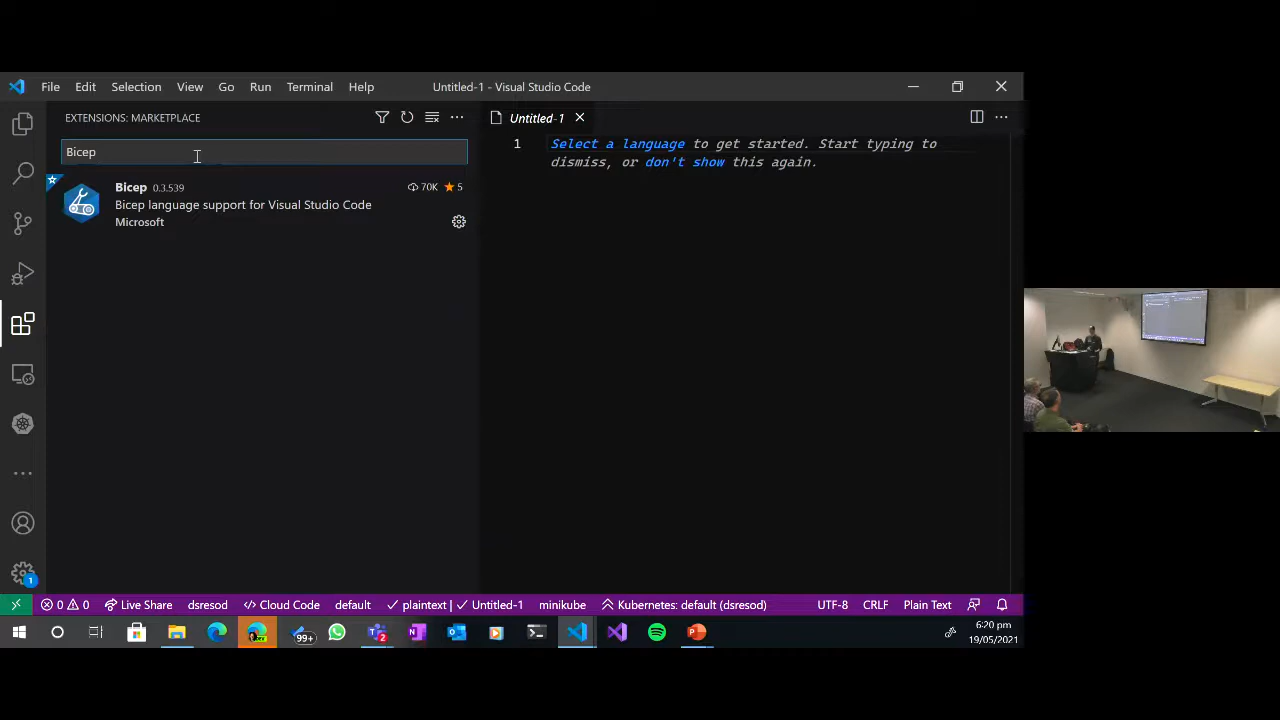 File Edit Selection View Go Run Terminal Help
Untitled-1 - Visual Studio Code
EXTENSIONS: MARKETPLACE
Bicep
Bicep 0.3.539 70K 5
Bicep language support for Visual Studio Code
Microsoft
Untitled-1
1 Select a language to get started. Start typing to
dismiss, or don't show this again.
1
0 0 Live Share dsresod Cloud Code default plaintext | Untitled-1 minikube Kubernetes: default (dsresod) UTF-8 CRLF Plain Text
99+
2
6:20 pm
19/05/2021